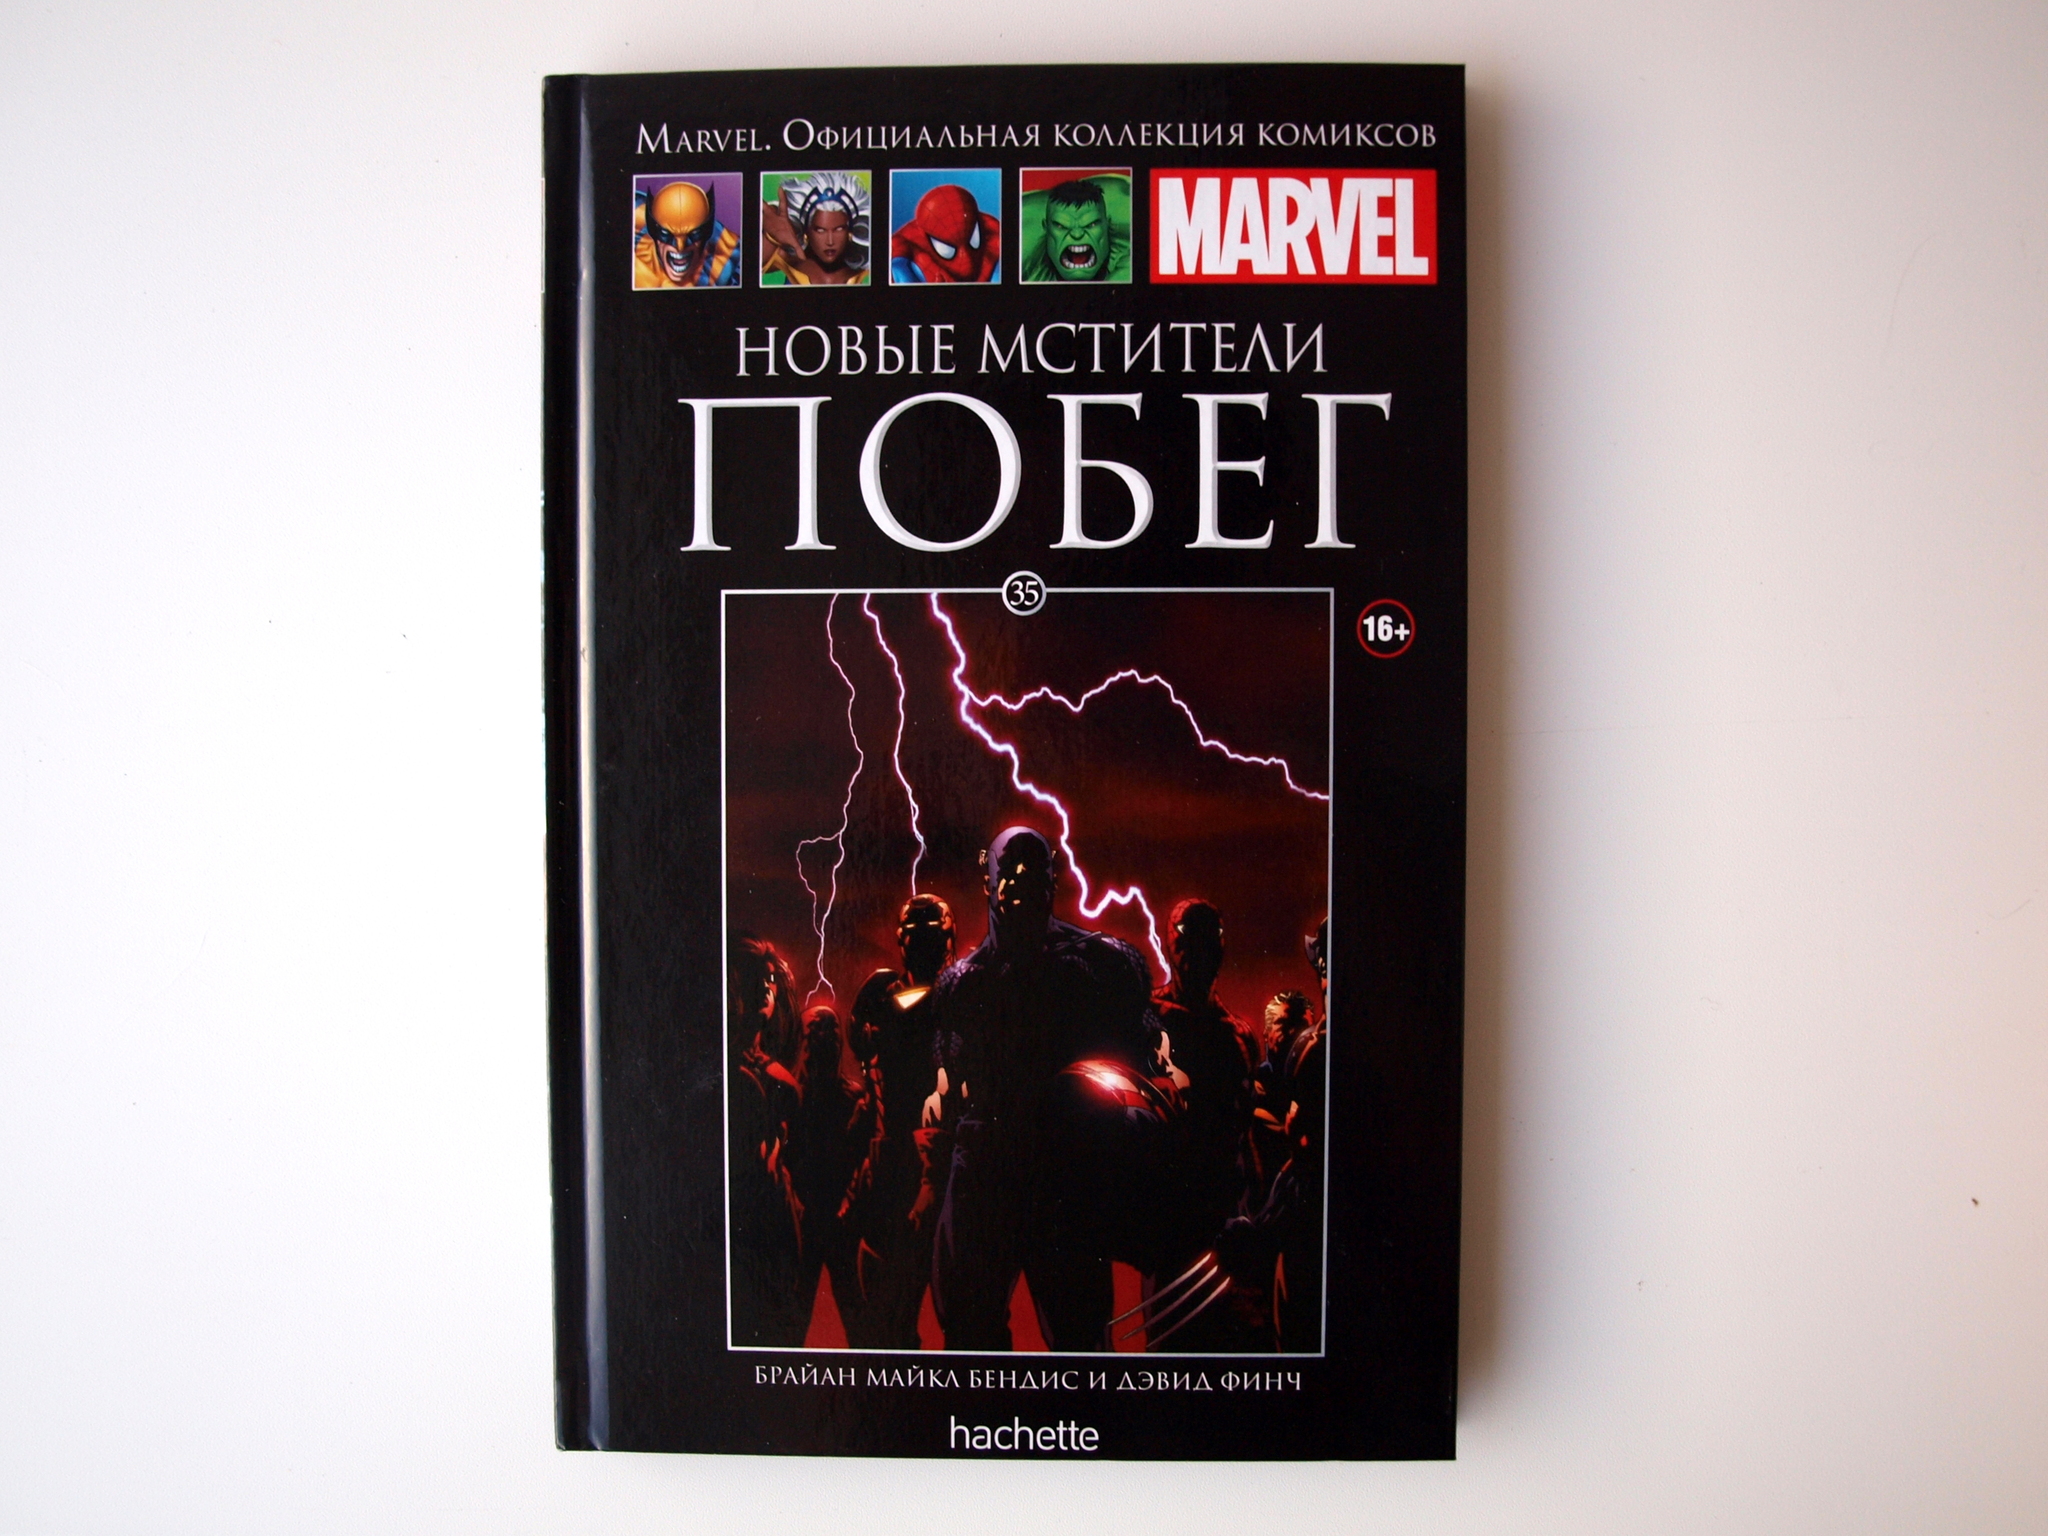 MARVEL. ОФИЦИАЛЬНАЯ КОЛЛЕКЦИЯ КОМИКСОВ
MARVEL
НОВЫЕ МСТИТЕЛИ
ПОБЕГ
35
16+
БРАЙАН МАЙКЛ БЕНДИС И ДЭВИД ФИНЧ
hachette